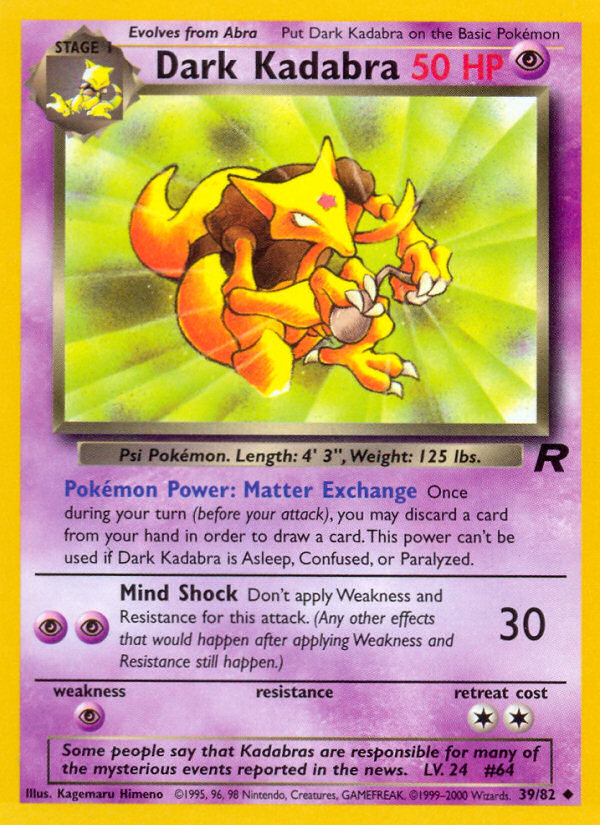 Evolves from Abra Put Dark Kadabra on the Basic Pokémon
STAGE 1
Dark Kadabra 50 HP
Psi Pokémon. Length: 4' 3", Weight: 125 lbs.
R
Pokémon Power: Matter Exchange Once
during your turn (before your attack), you may discard a card
from your hand in order to draw a card. This power can't be
used if Dark Kadabra is Asleep, Confused, or Paralyzed.
Mind Shock Don't apply Weakness and
Resistance for this attack. (Any other effects
that would happen after applying Weakness and
Resistance still happen.)
30
weakness resistance retreat cost
Some people say that Kadabras are responsible for many of
the mysterious events reported in the news. LV. 24 #64
Illus. Kagemaru Himeno ©1995, 96, 98 Nintendo, Creatures, GAMEFREAK. ©1999-2000 Wizards. 39/82